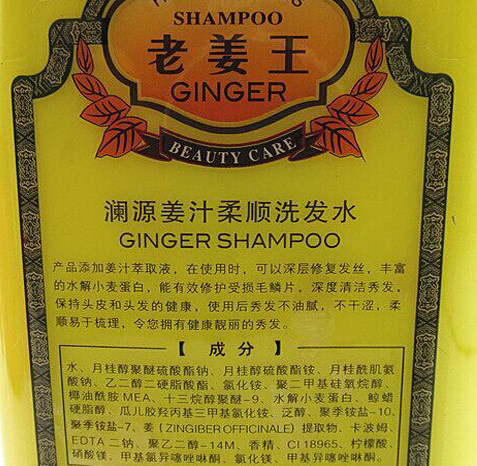 SHAMPOO
老姜王
GINGER
BEAUTY CARE
澜源姜汁柔顺洗发水
GINGER SHAMPOO
产品添加姜汁萃取液，在使用时，可以深层修复发丝，丰富
的水解小麦蛋白，能有效修护受损毛鳞片，深度清洁秀发，
保持头皮和头发的健康，使用后秀发不油腻，不干涩，柔
顺易于梳理，令您拥有健康靓丽的秀发。
【成分】
水、月桂醇聚醚硫酸酯钠、月桂醇硫酸酯铵、月桂酰肌氨
酸钠、乙二醇二硬脂酸酯、氯化铵、聚二甲基硅氧烷醇、
椰油酰胺MEA、十三烷醇聚醚-9、水解小麦蛋白、鲸蜡
硬脂醇、瓜儿胶羟丙基三甲基氯化铵、泛醇、聚季铵盐-10、
聚季铵盐-7、姜 (ZINGIBER OFFICINALE) 提取物、卡波姆、
EDTA 二钠、聚乙二醇-14M、香精、CI 18965、柠檬酸、
硝酸镁、甲基氯异噻唑啉酮、氯化镁、甲基异噻唑啉酮。